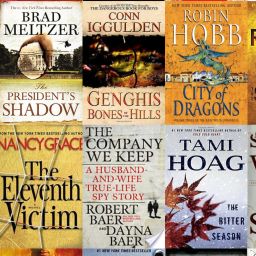 BRAD
MELTZER
The
PRESIDENT'S
SHADOW
CONN
IGGULDEN
GENGHIS
BONES OF THE HILLS
ROBIN
HOBB
CITY OF
DRAGONS
NANCY GRACE
The
Eleventh
Victim
THE
COMPANY
WE KEEP
A HUSBAND-
AND-WIFE
TRUE-LIFE
SPY STORY
ROBERT
BAER
AND DAYNA
BAER
TAMI
HOAG
THE
BITTER
SEASON